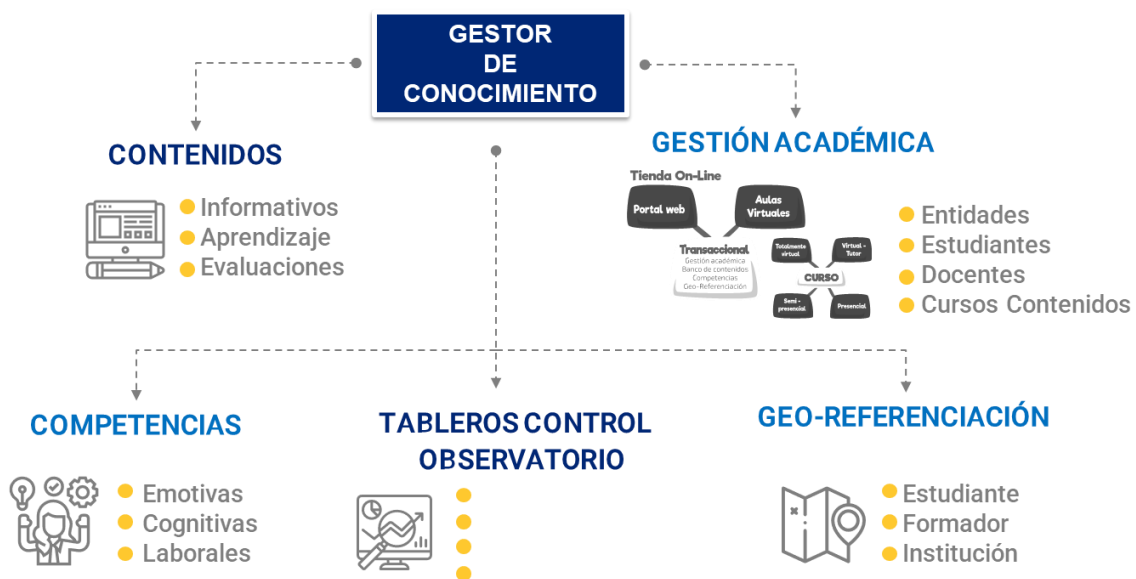 GESTOR
DE
CONOCIMIENTO
CONTENIDOS
Informativos
Aprendizaje
Evaluaciones
GESTIÓN ACADÉMICA
Tienda On-Line
Portal web
Aulas
Virtuales
Transaccional
Gestión académica
Banco de contenidos
Competencias
Geo-Referenciación
Totalmente
virtual
Virtual -
Tutor
CURSO
Semi-
presencial
Presencial
Entidades
Estudiantes
Docentes
Cursos Contenidos
COMPETENCIAS
Emotivas
Cognitivas
Laborales
TABLEROS CONTROL
OBSERVATORIO
GEO-REFERENCIACIÓN
Estudiante
Formador
Institución